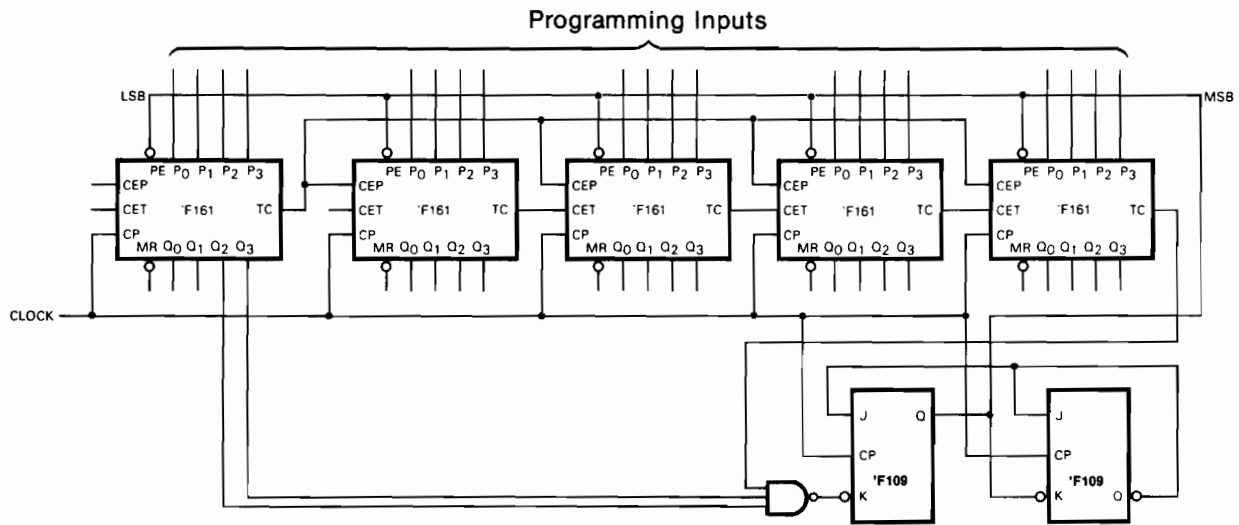 Programming Inputs
LSB
MSB
PE P0 P1 P2 P3
CEP
CET 'F161 TC
CP
MR Q0 Q1 Q2 Q3
PE P0 P1 P2 P3
CEP
CET 'F161 TC
CP
MR Q0 Q1 Q2 Q3
PE P0 P1 P2 P3
CEP
CET 'F161 TC
CP
MR Q0 Q1 Q2 Q3
PE P0 P1 P2 P3
CEP
CET 'F161 TC
CP
MR Q0 Q1 Q2 Q3
PE P0 P1 P2 P3
CEP
CET 'F161 TC
CP
MR Q0 Q1 Q2 Q3
CLOCK
J Q
CP
'F109
K
J
CP
'F109
K Q